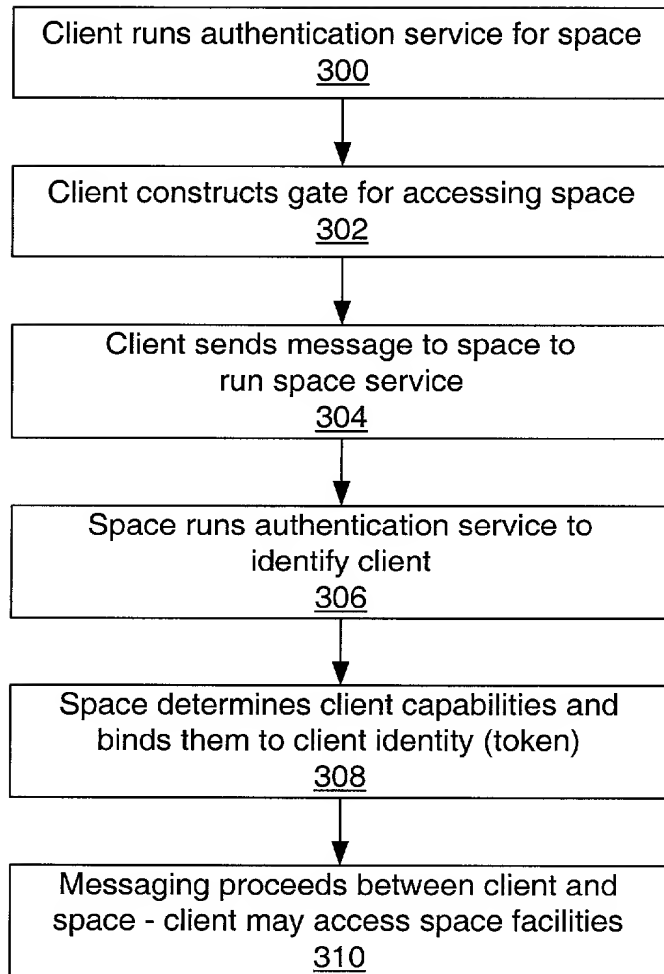 Client runs authentication service for space
300
Client constructs gate for accessing space
302
Client sends message to space to
run space service
304
Space runs authentication service to
identify client
306
Space determines client capabilities and
binds them to client identity (token)
308
Messaging proceeds between client and
space - client may access space facilities
310